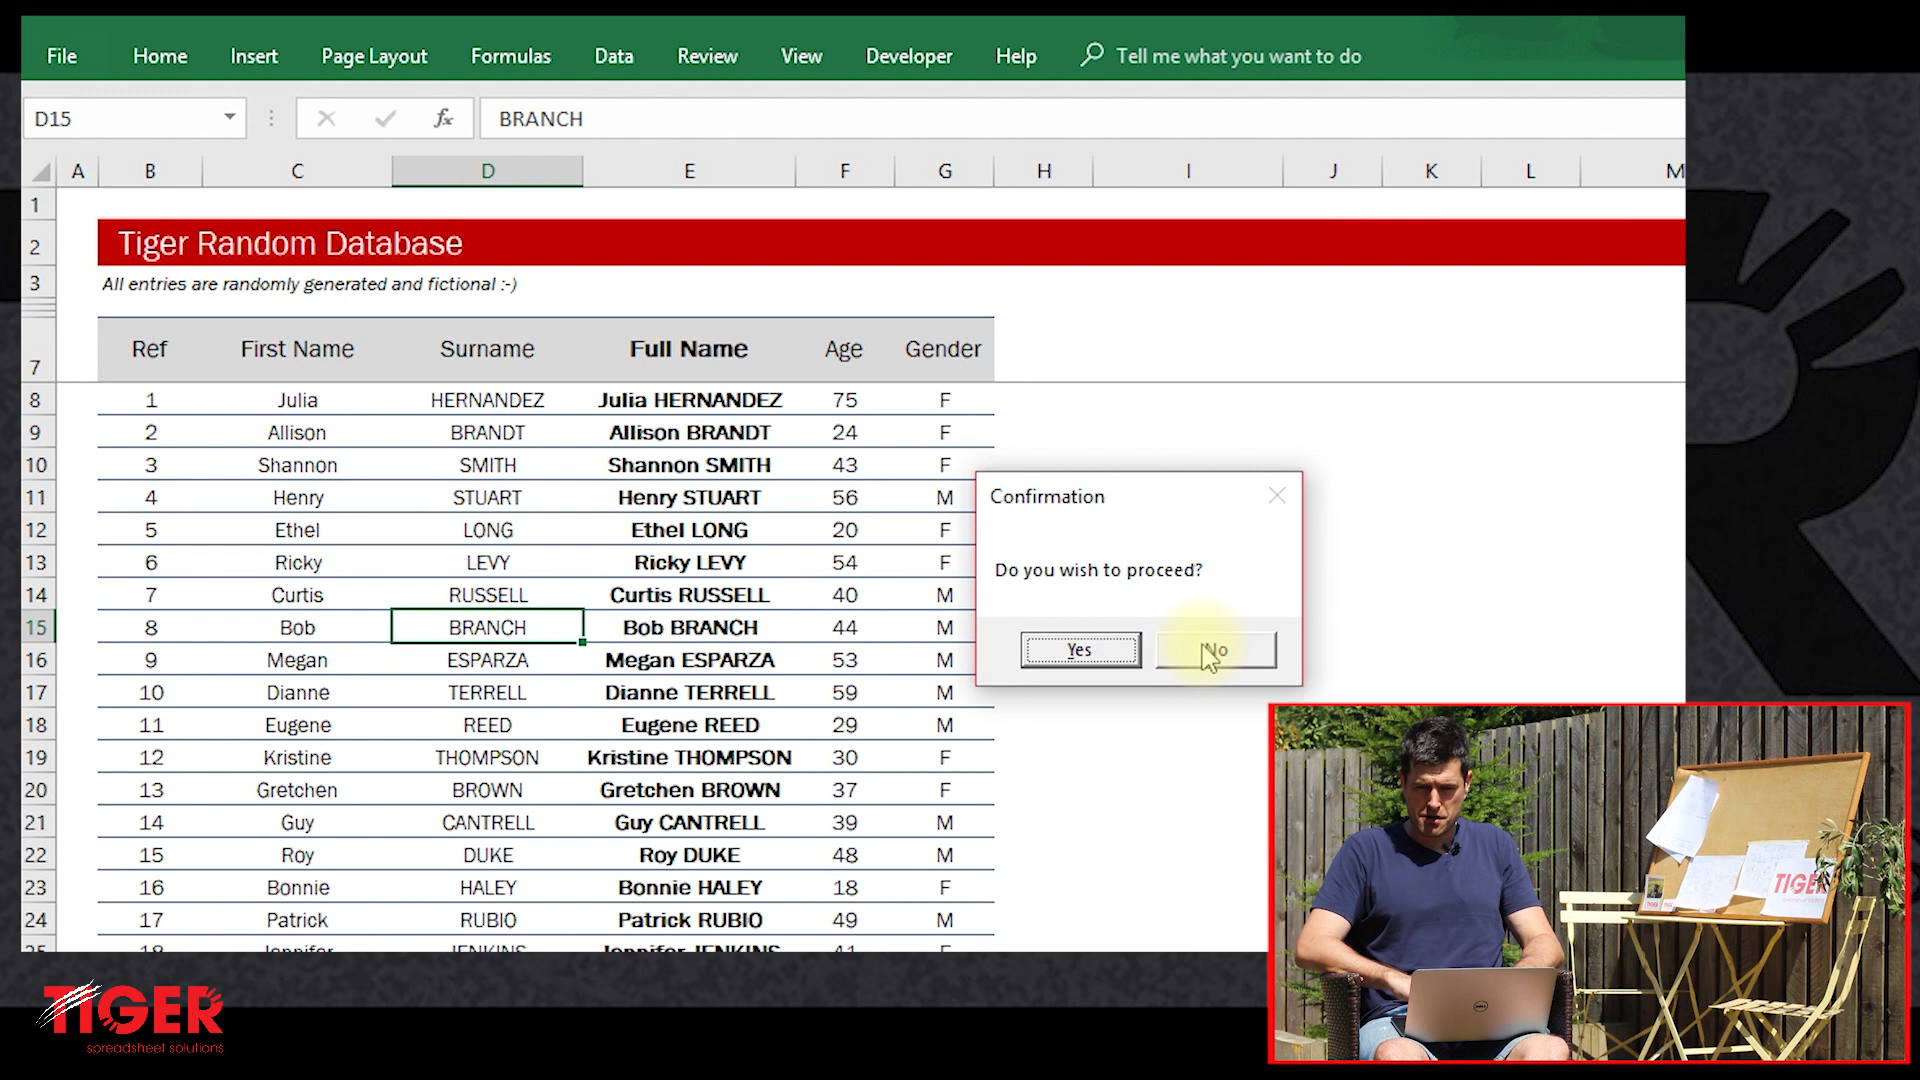 File Home Insert Page Layout Formulas Data Review View Developer Help Tell me what you want to do
D15 fx BRANCH
A B C D E F G H I J K L M
1
2 Tiger Random Database
3 All entries are randomly generated and fictional :-)
7 Ref First Name Surname Full Name Age Gender
8 1 Julia HERNANDEZ Julia HERNANDEZ 75 F
9 2 Allison BRANDT Allison BRANDT 24 F
10 3 Shannon SMITH Shannon SMITH 43 F
11 4 Henry STUART Henry STUART 56 M
12 5 Ethel LONG Ethel LONG 20 F
13 6 Ricky LEVY Ricky LEVY 54 F
14 7 Curtis RUSSELL Curtis RUSSELL 40 M
15 8 Bob BRANCH Bob BRANCH 44 M
16 9 Megan ESPARZA Megan ESPARZA 53 M
17 10 Dianne TERRELL Dianne TERRELL 59 M
18 11 Eugene REED Eugene REED 29 M
19 12 Kristine THOMPSON Kristine THOMPSON 30 F
20 13 Gretchen BROWN Gretchen BROWN 37 F
21 14 Guy CANTRELL Guy CANTRELL 39 M
22 15 Roy DUKE Roy DUKE 48 M
23 16 Bonnie HALEY Bonnie HALEY 18 F
24 17 Patrick RUBIO Patrick RUBIO 49 M
25 18 Jennifer JENKINS Jennifer JENKINS 41 F
Confirmation
Do you wish to proceed?
Yes No
TIGER
TIGER
spreadsheet solutions